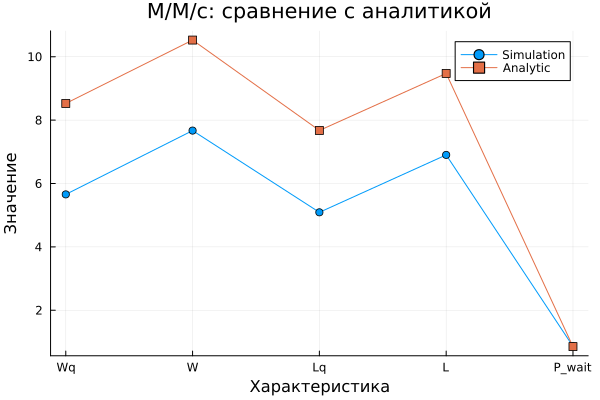 M/M/c: сравнение с аналитикой
Simulation
Analytic
10
8
6
4
2
Значение
Wq
W
Lq
L
P_wait
Характеристика